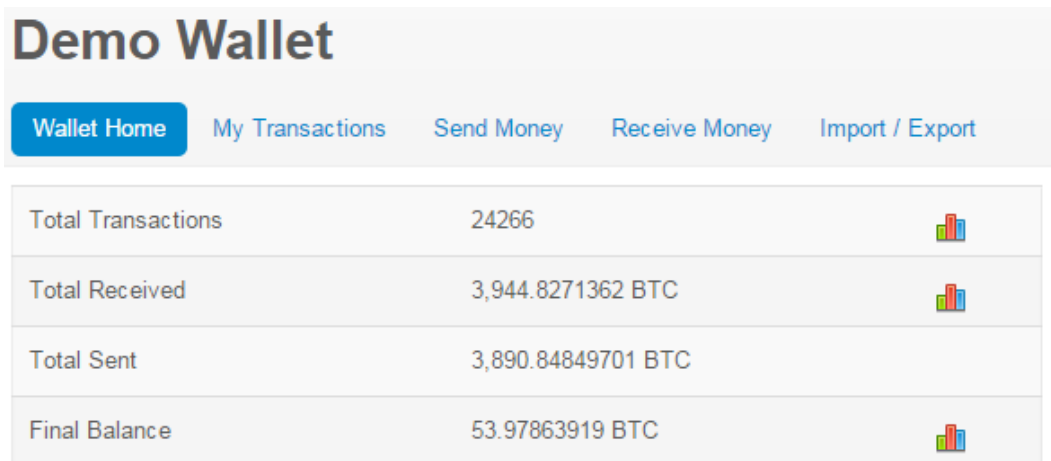 Demo Wallet
Wallet Home My Transactions Send Money Receive Money Import / Export
Total Transactions 24266
Total Received 3,944.8271362 BTC
Total Sent 3,890.84849701 BTC
Final Balance 53.97863919 BTC